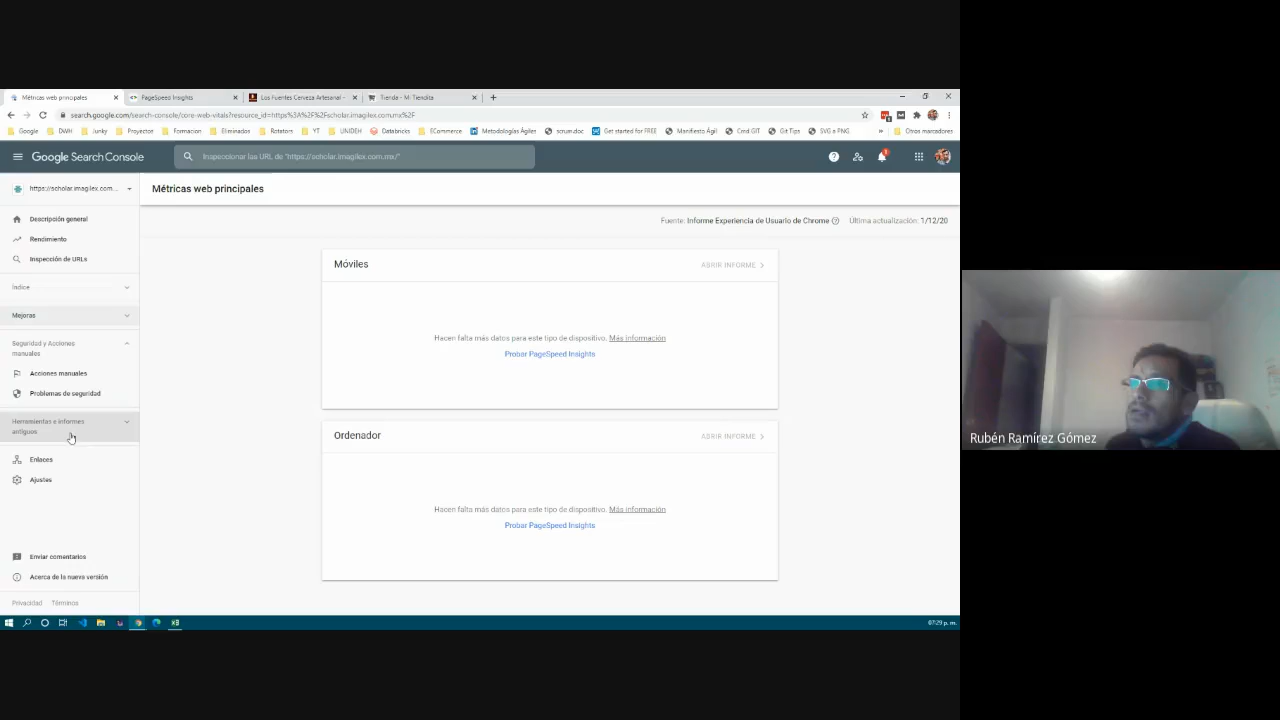 Métricas web principales
PageSpeed Insights
Los Fuentes Cerveza Artesanal -
Tienda - Mi Tiendita
search.google.com/search-console/core-web-vitals?resource_id=https%3A%2F%2Fscholar.imagilex.com.mx%2F
Google DWH Junky Proyectos Formacion Eliminados Rotators YT UNIDEH Databricks ECommerce Metodologías Ágiles scrum.doc Get started for FREE Manifiesto Ágil Cmd GIT Git Tips SVG a PNG » Otros marcadores
Google Search Console
Inspeccionar las URL de "https://scholar.imagilex.com.mx/"
https://scholar.imagilex.com...
Métricas web principales
Descripción general
Rendimiento
Inspección de URLs
Índice
Mejoras
Seguridad y Acciones
manuales
Acciones manuales
Problemas de seguridad
Herramientas e informes
antiguos
Enlaces
Ajustes
Enviar comentarios
Acerca de la nueva versión
Privacidad Términos
Fuente: Informe Experiencia de Usuario de Chrome Última actualización: 1/12/20
Móviles ABRIR INFORME
Hacen falta más datos para este tipo de dispositivo. Más información
Probar PageSpeed Insights
Ordenador ABRIR INFORME
Hacen falta más datos para este tipo de dispositivo. Más información
Probar PageSpeed Insights
07:29 p. m.
Rubén Ramírez Gómez